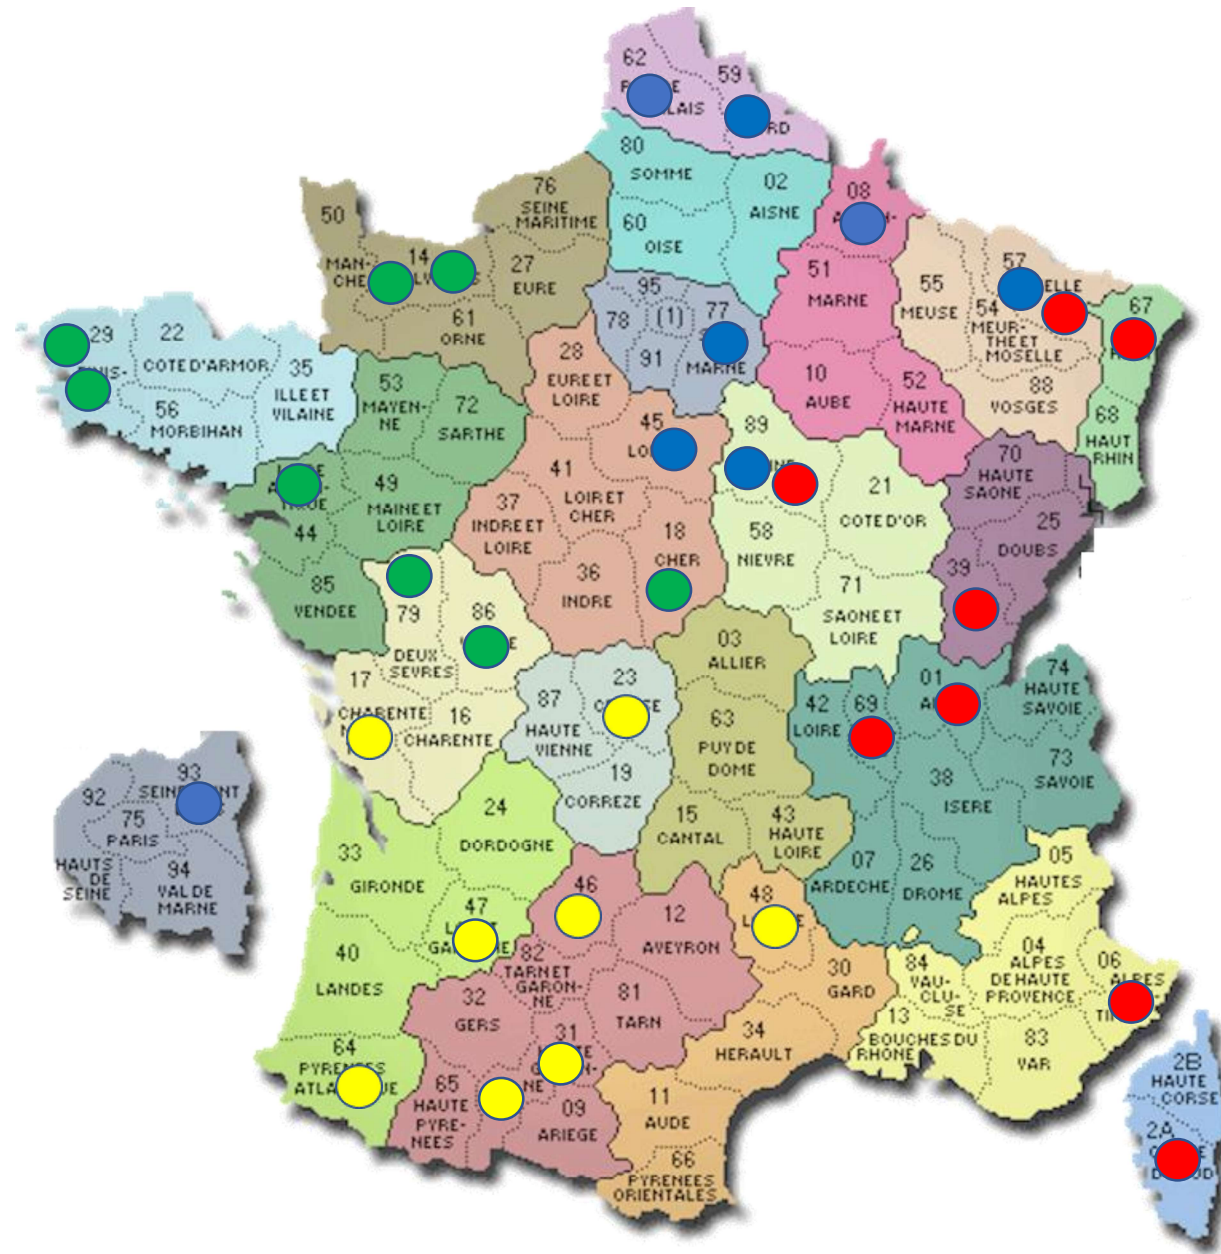 62
59
LAIS
RD
80
SOMME
02
AISNE
60
OISE
08
76
SEINE
MARITIME
50
MAN-
CHE
14
27
EURE
61
ORNE
95
78
(1)
77
91
MARNE
51
MARNE
10
AUBE
52
HAUTE
MARNE
55
MEUSE
57
ELLE
54
MEUR-
THE ET
MOSELLE
88
VOSGES
67
68
HAUT
RHIN
29
NIS-
22
COTE D'ARMOR
35
ILLE ET
VILAINE
56
MORBIHAN
53
MAYEN-
NE
72
SARTHE
49
MAINE ET
LOIRE
44
85
VENDEE
28
EURE ET
LOIRE
45
LO
41
LOIR ET
CHER
37
INDRE ET
LOIRE
18
CHER
36
INDRE
89
21
COTE D'OR
58
NIEVRE
71
SAONE ET
LOIRE
70
HAUTE
SAONE
25
DOUBS
39
79
DEUX
SEVRES
86
17
CHARENTE
16
CHARENTE
87
HAUTE
VIENNE
23
19
CORREZE
03
ALLIER
63
PUY DE
DOME
15
CANTAL
43
HAUTE
LOIRE
42
LOIRE
69
01
74
HAUTE
SAVOIE
73
SAVOIE
38
ISERE
07
ARDECHE
26
DROME
93
92
75
PARIS
HAUTS
DE
SEINE
94
VAL DE
MARNE
24
DORDOGNE
33
GIRONDE
47
40
LANDES
64
46
12
AVEYRON
82
TARN ET
GARON-
NE
32
GERS
81
TARN
31
NE
65
HAUTE
PYRE-
NEES
09
ARIEGE
48
30
GARD
34
HERAULT
11
AUDE
66
PYRENEES
ORIENTALES
05
HAUTES
ALPES
04
ALPES
DE HAUTE
PROVENCE
06
ALPES
84
VAU-
CLU-
SE
13
BOUCHES DU
RHONE
83
VAR
2B
HAUTE
CORSE
2A